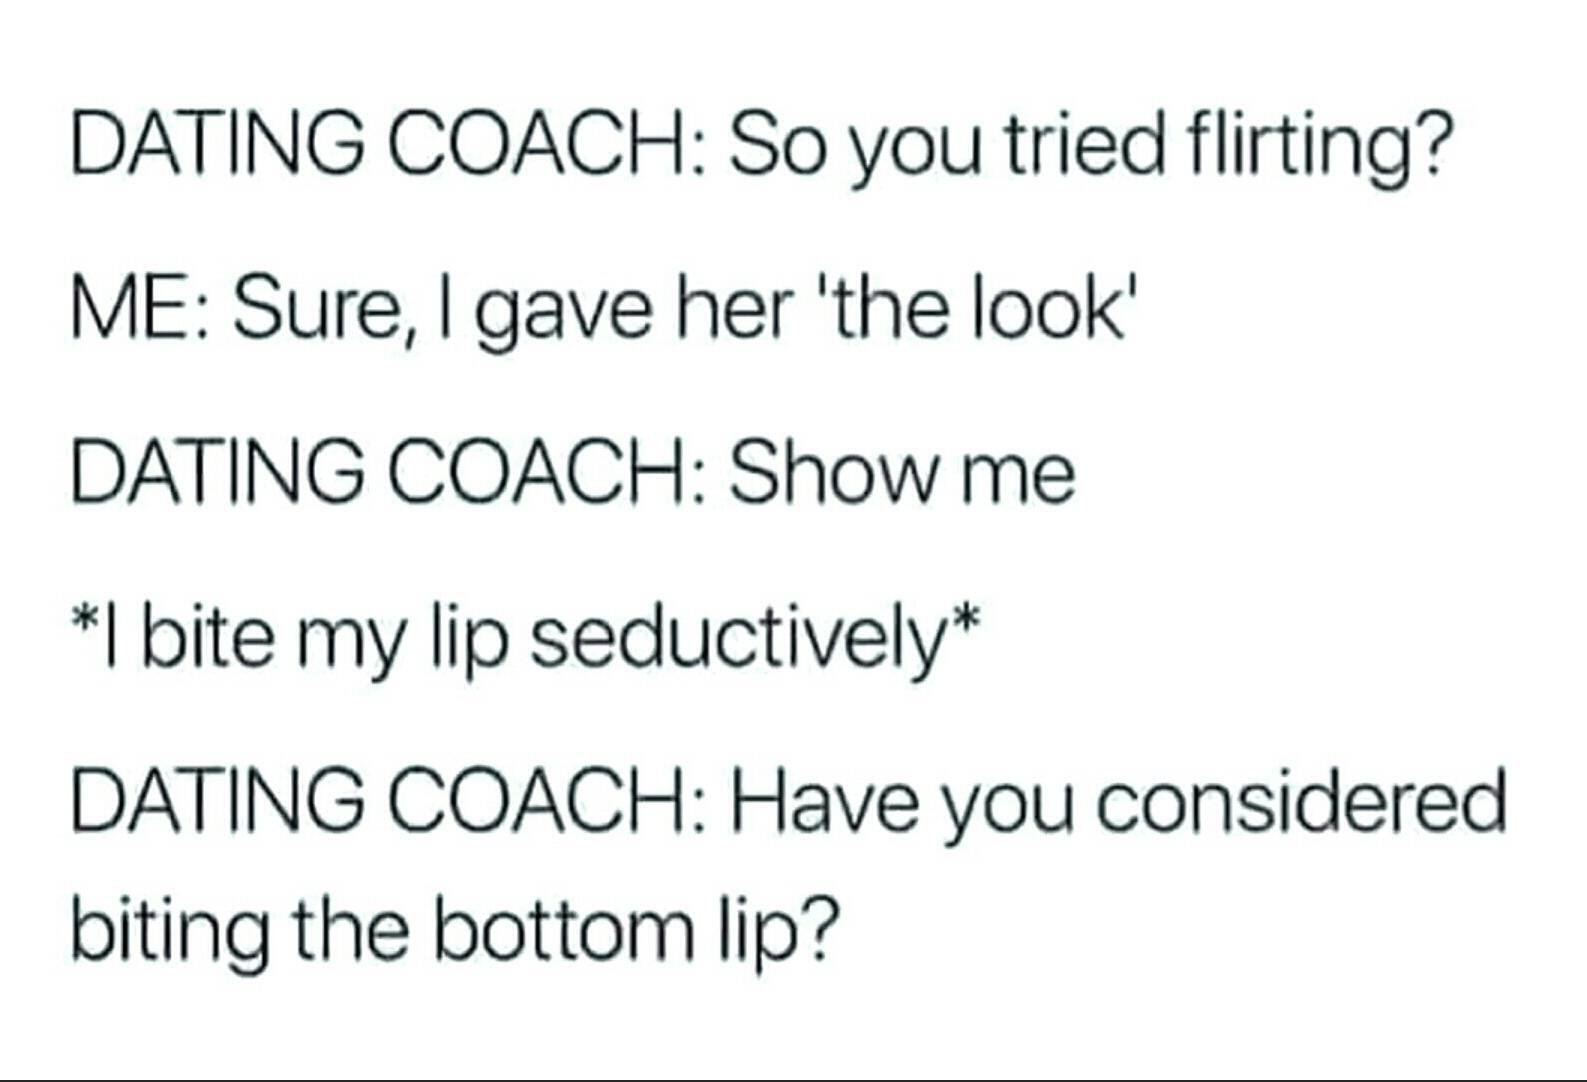 DATING COACH: So you tried flirting?
ME: Sure, I gave her 'the look'
DATING COACH: Show me
*I bite my lip seductively*
DATING COACH: Have you considered
biting the bottom lip?